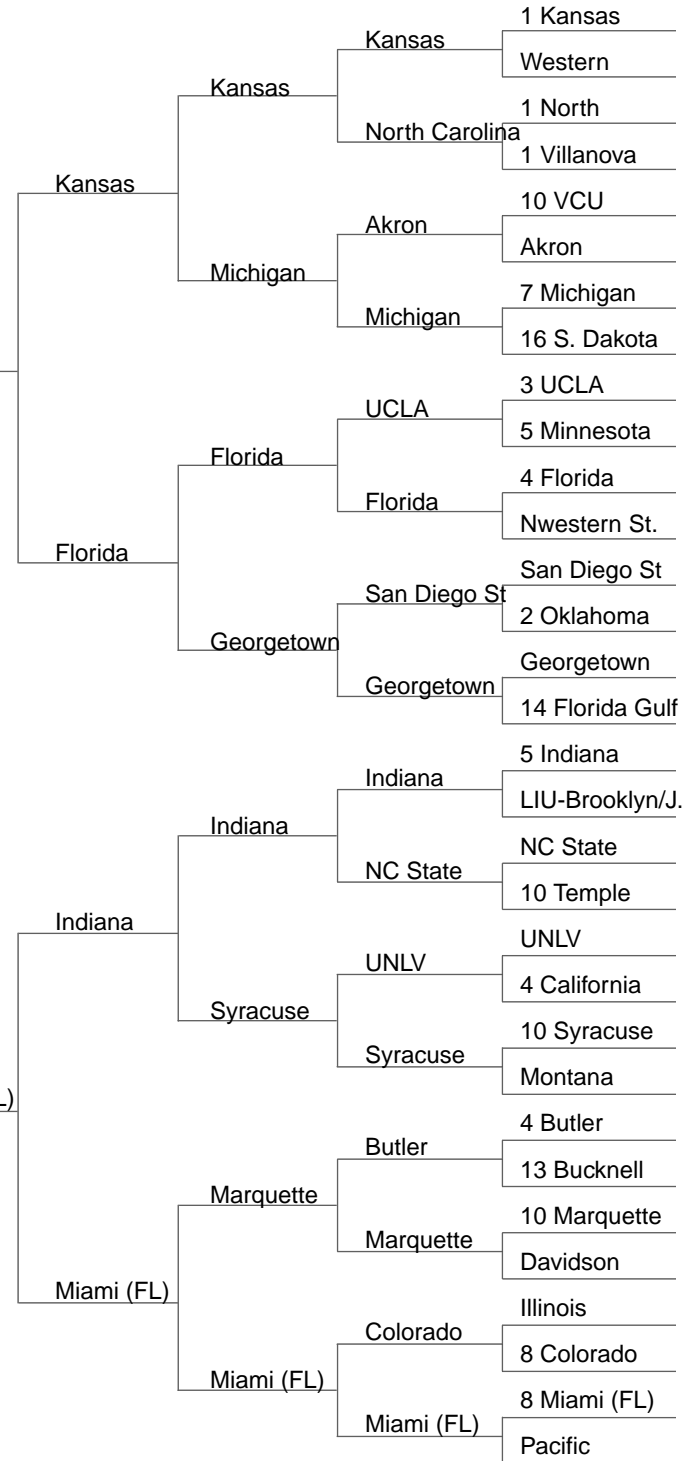 1 Kansas
Kansas
Western
Kansas
1 North
North Carolina
1 Villanova
Kansas
10 VCU
Akron
Akron
Michigan
7 Michigan
Michigan
16 S. Dakota
3 UCLA
UCLA
5 Minnesota
Florida
4 Florida
Florida
Nwestern St.
Florida
San Diego St
San Diego St
2 Oklahoma
Georgetown
Georgetown
Georgetown
14 Florida Gulf
5 Indiana
Indiana
LIU-Brooklyn/J.
Indiana
NC State
NC State
10 Temple
Indiana
UNLV
UNLV
4 California
Syracuse
10 Syracuse
Syracuse
Montana
L)
4 Butler
Butler
13 Bucknell
Marquette
10 Marquette
Marquette
Davidson
Miami (FL)
Illinois
Colorado
8 Colorado
Miami (FL)
8 Miami (FL)
Miami (FL)
Pacific